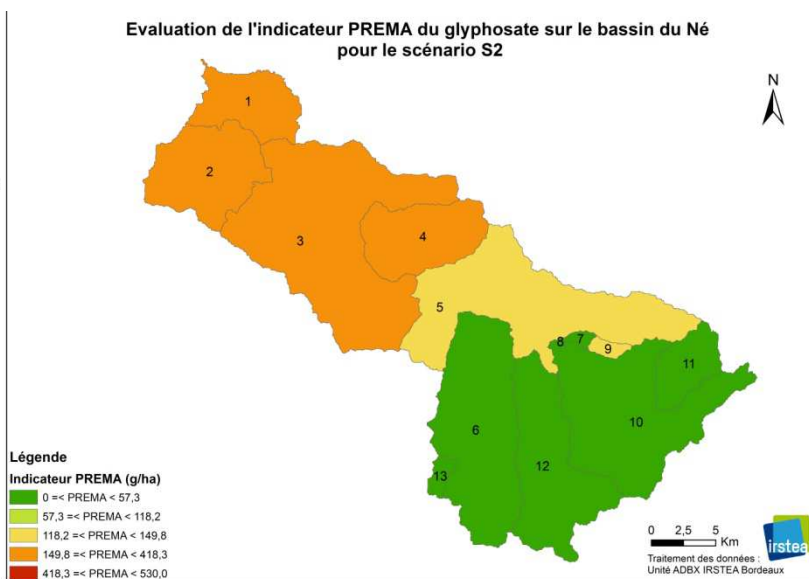 Evaluation de l'indicateur PREMA du glyphosate sur le bassin du Né
pour le scénario S2
N
1
2
3
4
5
8
7
9
11
6
10
12
13
Légende
Indicateur PREMA (g/ha)
0 =< PREMA < 57,3
57,3 =< PREMA < 118,2
118,2 =< PREMA < 149,8
149,8 =< PREMA < 418,3
418,3 =< PREMA < 530,0
0 2,5 5
Km
Traitement des données :
Unité ADBX IRSTEA Bordeaux
irstea